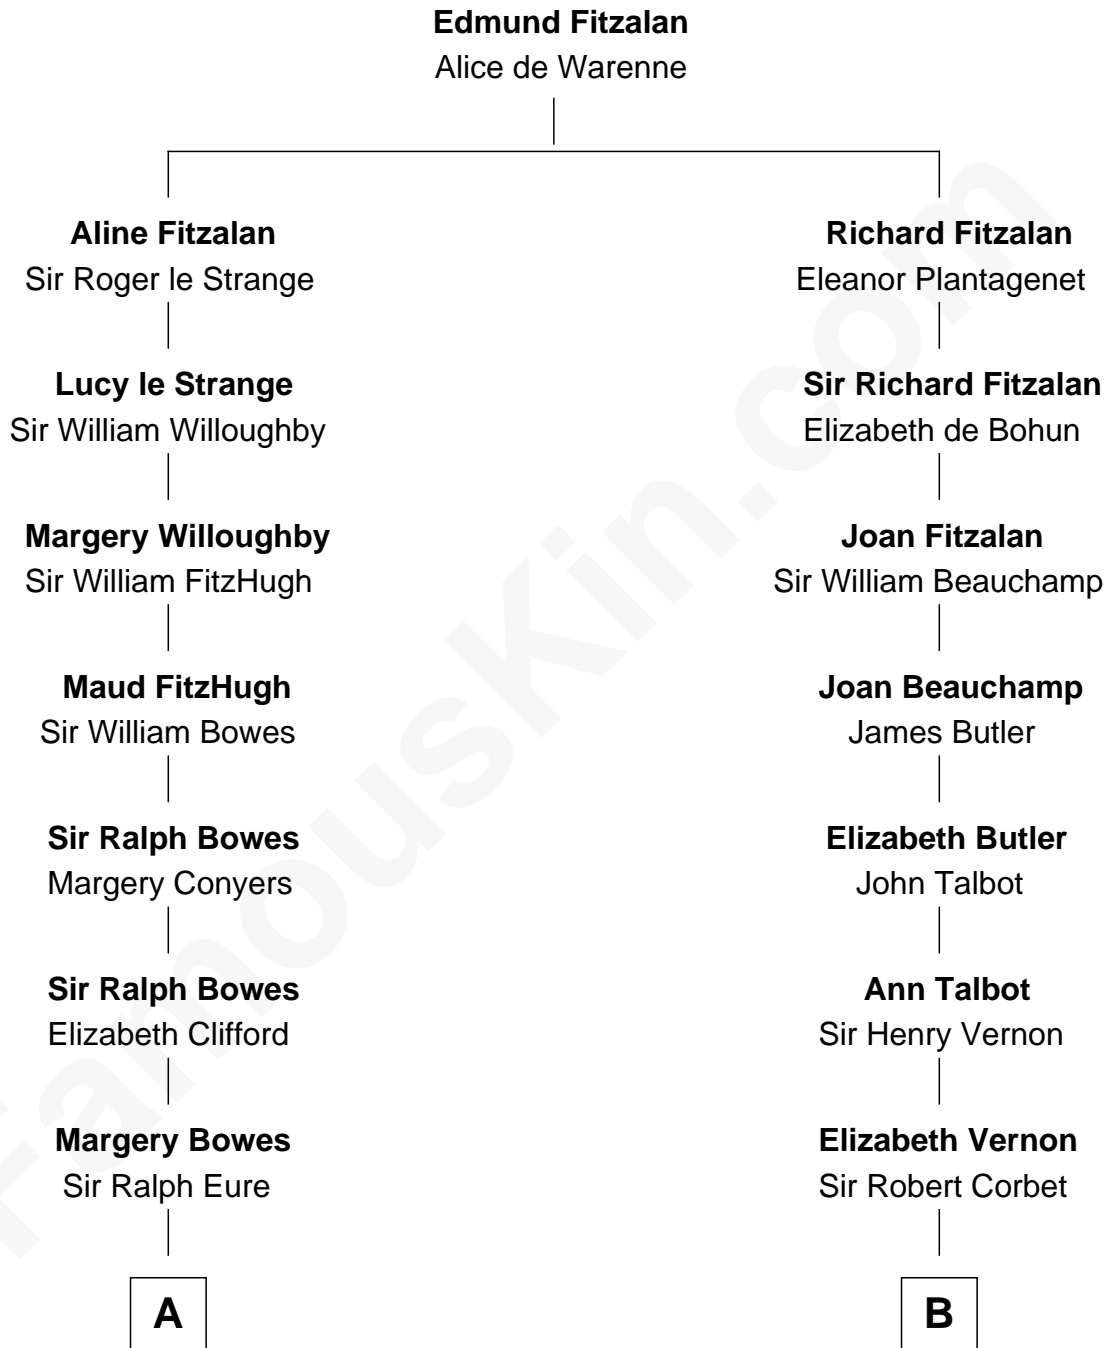 Edmund Fitzalan
Alice de Warenne
Aline Fitzalan
Sir Roger le Strange
Richard Fitzalan
Eleanor Plantagenet
Lucy le Strange
Sir William Willoughby
Sir Richard Fitzalan
Elizabeth de Bohun
Margery Willoughby
Sir William FitzHugh
Joan Fitzalan
Sir William Beauchamp
Maud FitzHugh
Sir William Bowes
Joan Beauchamp
James Butler
Sir Ralph Bowes
Margery Conyers
Elizabeth Butler
John Talbot
Sir Ralph Bowes
Elizabeth Clifford
Ann Talbot
Sir Henry Vernon
Margery Bowes
Sir Ralph Eure
Elizabeth Vernon
Sir Robert Corbet
A
B
FamousKin.com